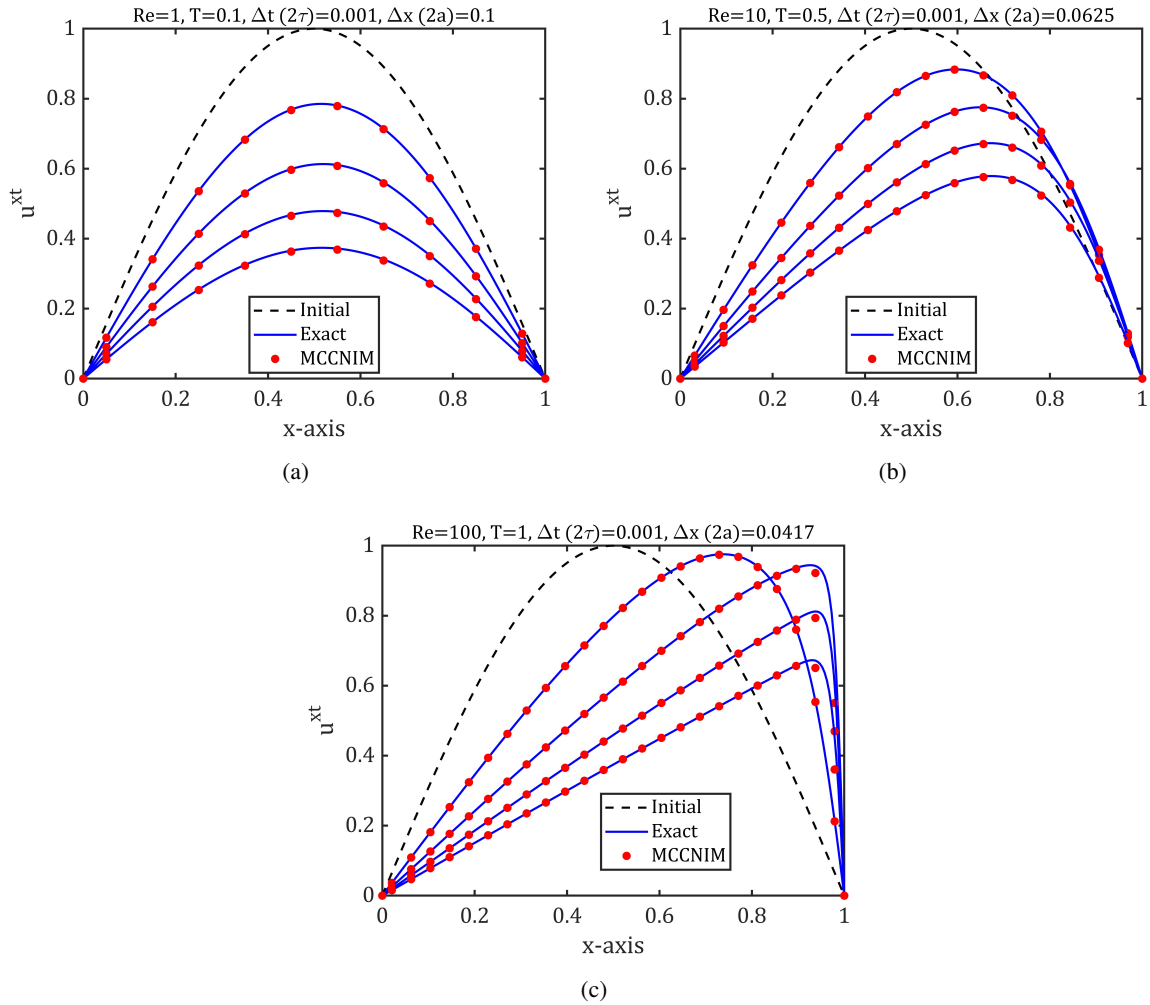 Re=1, T=0.1, Δt (2τ)=0.001, Δx (2a)=0.1
1
0.8
0.6
0.4
0.2
0
u^xt
Initial
Exact
MCCNIM
0 0.2 0.4 0.6 0.8 1
x-axis
(a)
Re=10, T=0.5, Δt (2τ)=0.001, Δx (2a)=0.0625
1
0.8
0.6
0.4
0.2
0
u^xt
Initial
Exact
MCCNIM
0 0.2 0.4 0.6 0.8 1
x-axis
(b)
Re=100, T=1, Δt (2τ)=0.001, Δx (2a)=0.0417
1
0.8
0.6
0.4
0.2
0
u^xt
Initial
Exact
MCCNIM
0 0.2 0.4 0.6 0.8 1
x-axis
(c)